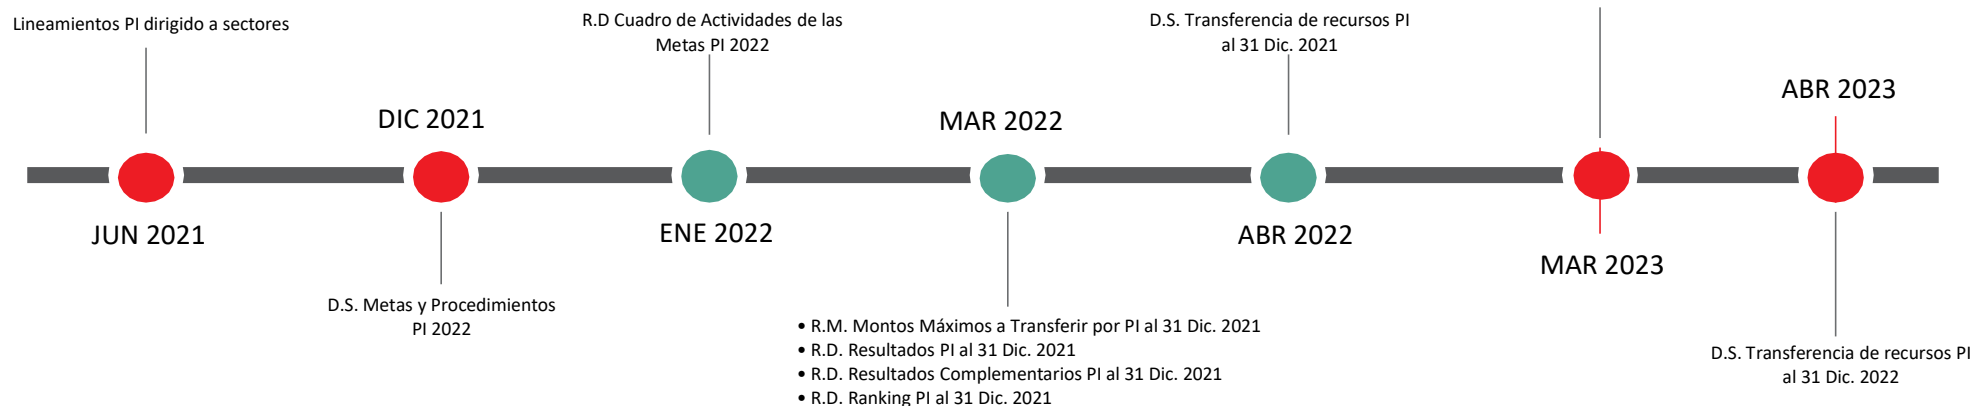 Lineamientos PI dirigido a sectores
JUN 2021
DIC 2021
D.S. Metas y Procedimientos
PI 2022
R.D Cuadro de Actividades de las
Metas PI 2022
ENE 2022
MAR 2022
• R.M. Montos Máximos a Transferir por PI al 31 Dic. 2021
• R.D. Resultados PI al 31 Dic. 2021
• R.D. Resultados Complementarios PI al 31 Dic. 2021
• R.D. Ranking PI al 31 Dic. 2021
D.S. Transferencia de recursos PI
al 31 Dic. 2021
ABR 2022
MAR 2023
ABR 2023
D.S. Transferencia de recursos PI
al 31 Dic. 2022